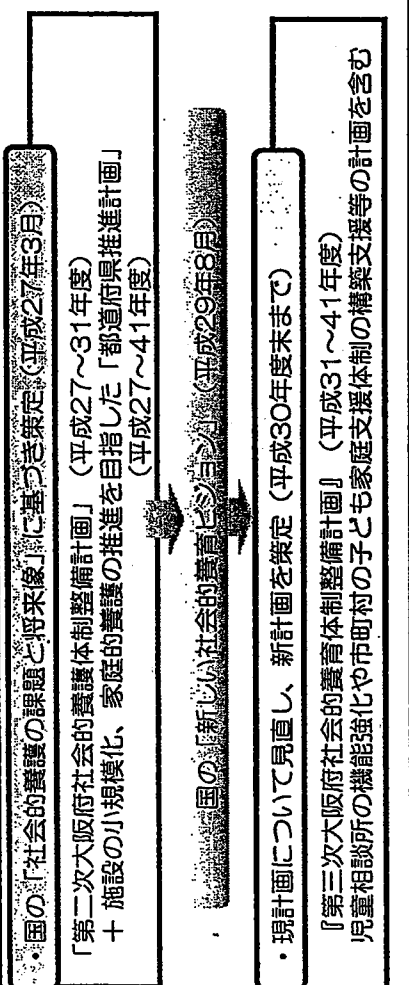 ・国の「社会的養護の課題と将来像」に基づき策定（平成27年3月）
「第二次大阪府社会的養護体制整備計画」（平成27～31年度）
＋ 施設の小規模化、家庭的養護の推進を目指した「都道府県推進計画」
（平成27～41年度）
国の「新しい社会的養育ビジョン」（平成29年8月）
・現計画について見直し、新計画を策定（平成30年度末まで）
『第三次大阪府社会的養育体制整備計画』（平成31～41年度）
児童相談所の機能強化や市町村の子ども家庭支援体制の構築支援等の計画を含む